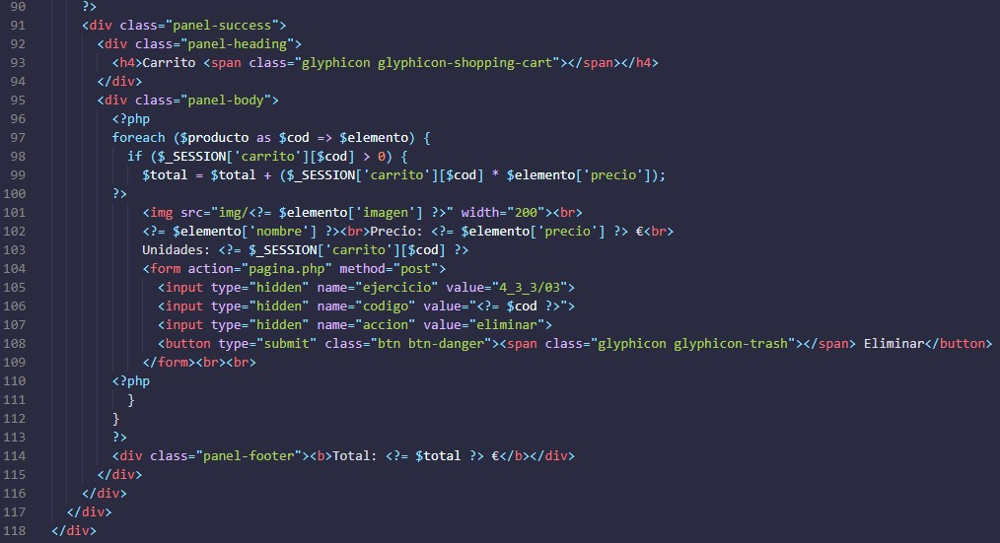 90 ?>
91 <div class="panel-success">
92 <div class="panel-heading">
93 <h4>Carrito <span class="glyphicon glyphicon-shopping-cart"></span></h4>
94 </div>
95 <div class="panel-body">
96 <?php
97 foreach ($producto as $cod => $elemento) {
98 if ($_SESSION['carrito'][$cod] > 0) {
99 $total = $total + ($_SESSION['carrito'][$cod] * $elemento['precio']);
100 ?>
101 <img src="img/<?= $elemento['imagen'] ?>" width="200"><br>
102 <?= $elemento['nombre'] ?><br>Precio: <?= $elemento['precio'] ?> €<br>
103 Unidades: <?= $_SESSION['carrito'][$cod] ?>
104 <form action="pagina.php" method="post">
105 <input type="hidden" name="ejercicio" value="4_3_3/03">
106 <input type="hidden" name="codigo" value="<?= $cod ?>">
107 <input type="hidden" name="accion" value="eliminar">
108 <button type="submit" class="btn btn-danger"><span class="glyphicon glyphicon-trash"></span> Eliminar</button>
109 </form><br><br>
110 <?php
111 }
112 }
113 ?>
114 <div class="panel-footer"><b>Total: <?= $total ?> €</b></div>
115 </div>
116 </div>
117 </div>
118 </div>